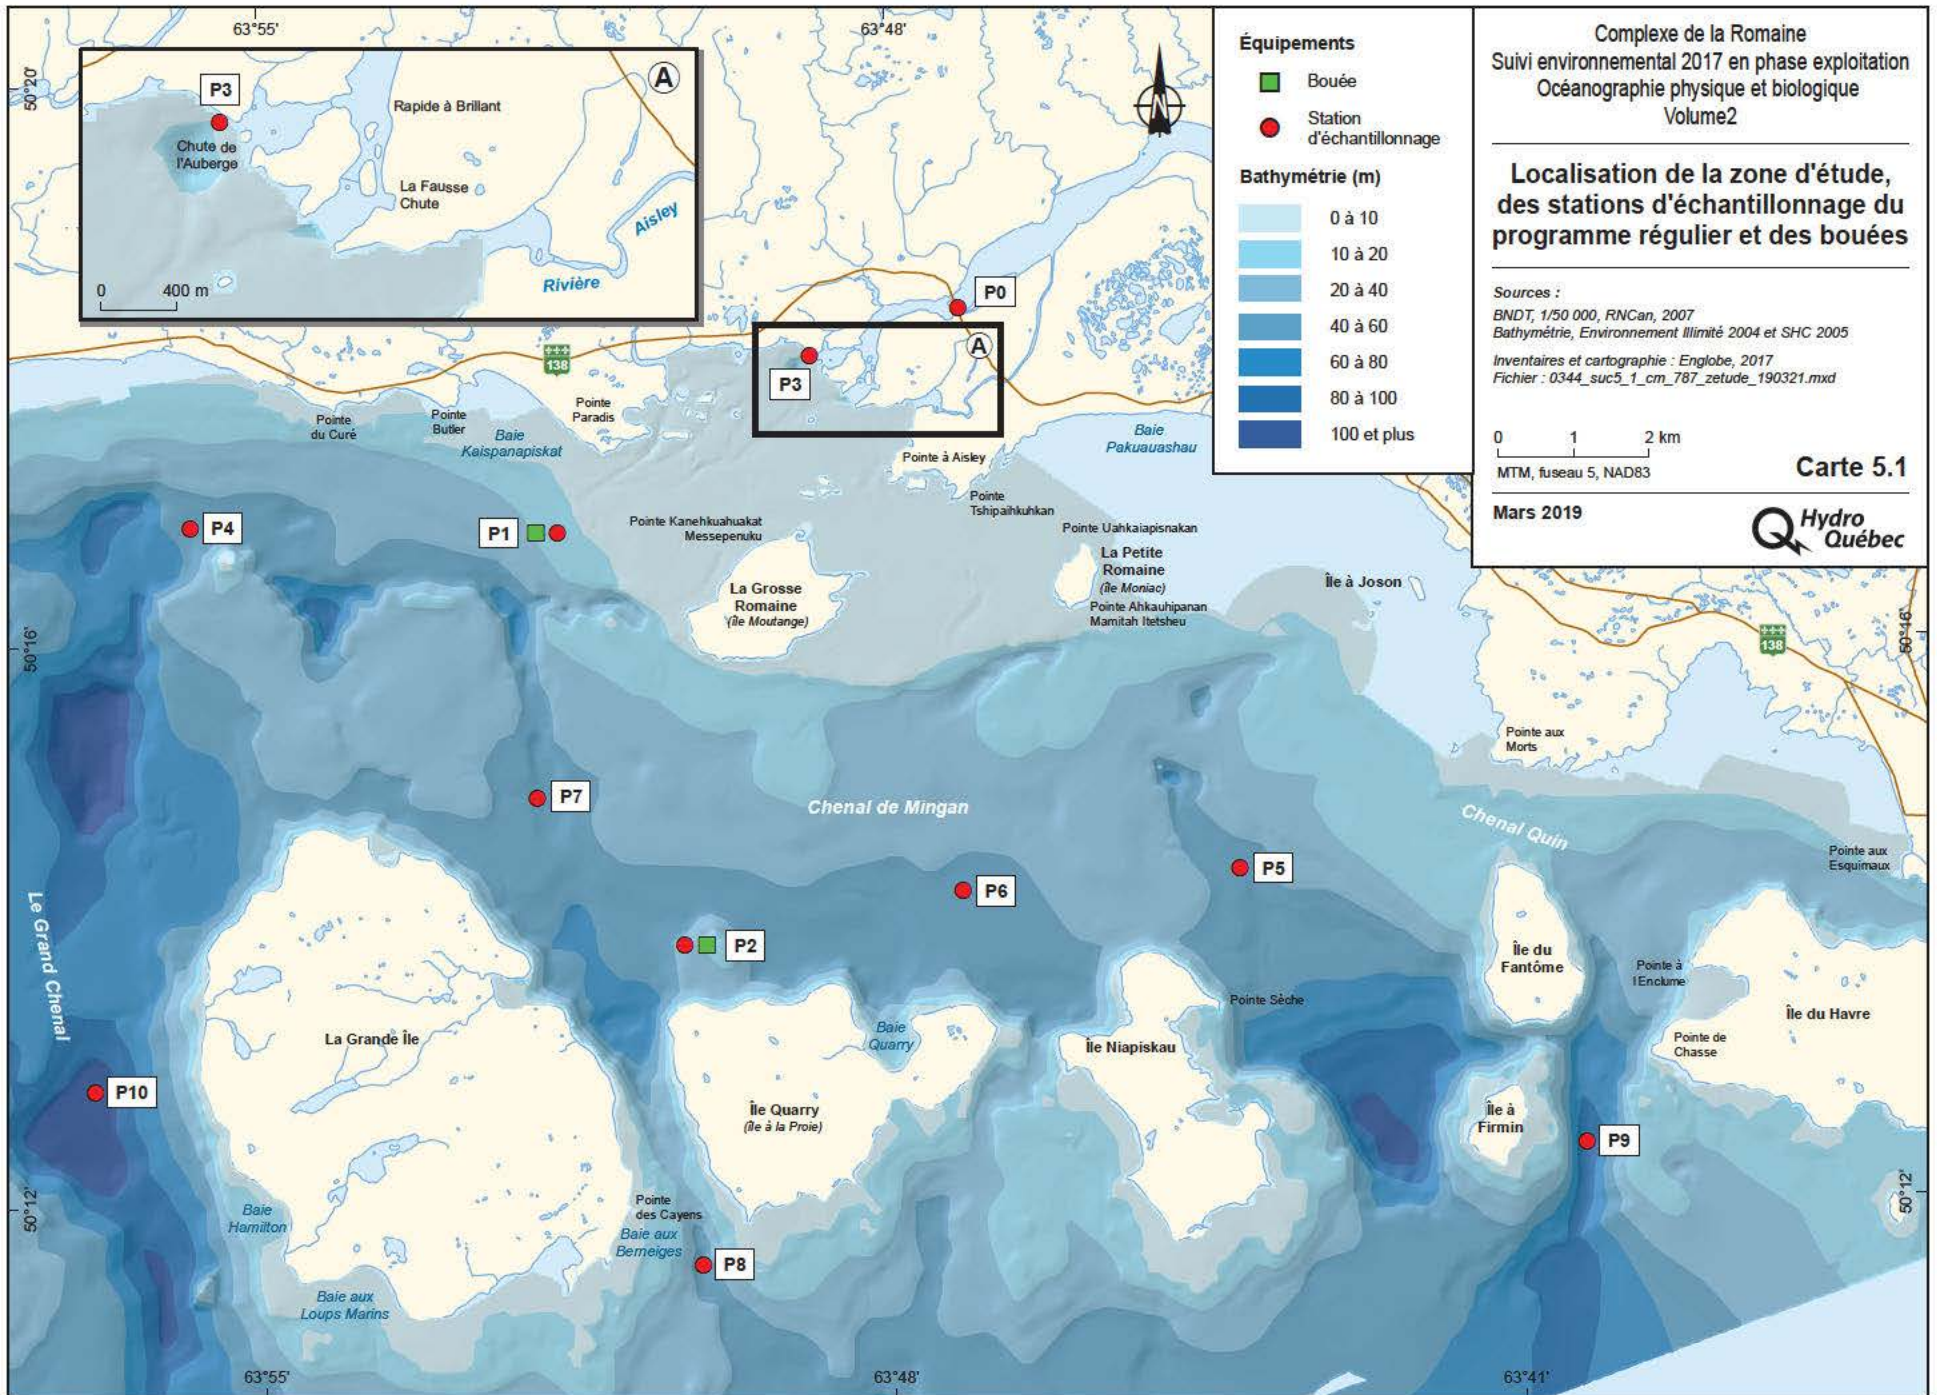 63°55'
63°48'
50°20'
A
P3
Rapide à Brillant
Chute de
l'Auberge
La Fausse
Chute
Aisley
Rivière
0 400 m
P0
A
P3
138
Pointe
du Curé
Pointe
Butler
Pointe
Paradis
Baie
Kaispanapiskat
Baie
Pakuauashau
Pointe à Aisley
Pointe
Tshipaihkuhkan
P4
P1
Pointe Kanehkuahuakat
Messepenuku
Pointe Uahkaiapisnakan
La Petite
Romaine
(île Moniac)
Pointe Ahkauhipanan
Mamitah Itetsheu
La Grosse
Romaine
(île Moutange)
Île à Joson
50°16'
50°16'
138
Pointe aux
Morts
P7
Chenal de Mingan
Chenal Quin
P5
P6
Pointe aux
Esquimaux
Le Grand Chenal
P2
Île du
Fantôme
Pointe à
l'Enclume
Pointe Sèche
Île du Havre
La Grande Île
Baie
Quarry
Île Niapiskau
Pointe de
Chasse
P10
Île Quarry
(île à la Proie)
Île à
Firmin
P9
50°12'
50°12'
Baie
Hamilton
Pointe
des Cayens
Baie aux
Berneiges
P8
Baie aux
Loups Marins
63°55'
63°48'
63°41'
N
Équipements
Bouée
Station
d'échantillonnage
Bathymétrie (m)
0 à 10
10 à 20
20 à 40
40 à 60
60 à 80
80 à 100
100 et plus
Complexe de la Romaine
Suivi environnemental 2017 en phase exploitation
Océanographie physique et biologique
Volume2
Localisation de la zone d'étude,
des stations d'échantillonnage du
programme régulier et des bouées
Sources :
BNDT, 1/50 000, RNCan, 2007
Bathymétrie, Environnement Illimité 2004 et SHC 2005
Inventaires et cartographie : Englobe, 2017
Fichier : 0344_suc5_1_cm_787_zetude_190321.mxd
0 1 2 km
MTM, fuseau 5, NAD83
Carte 5.1
Mars 2019
Hydro
Québec